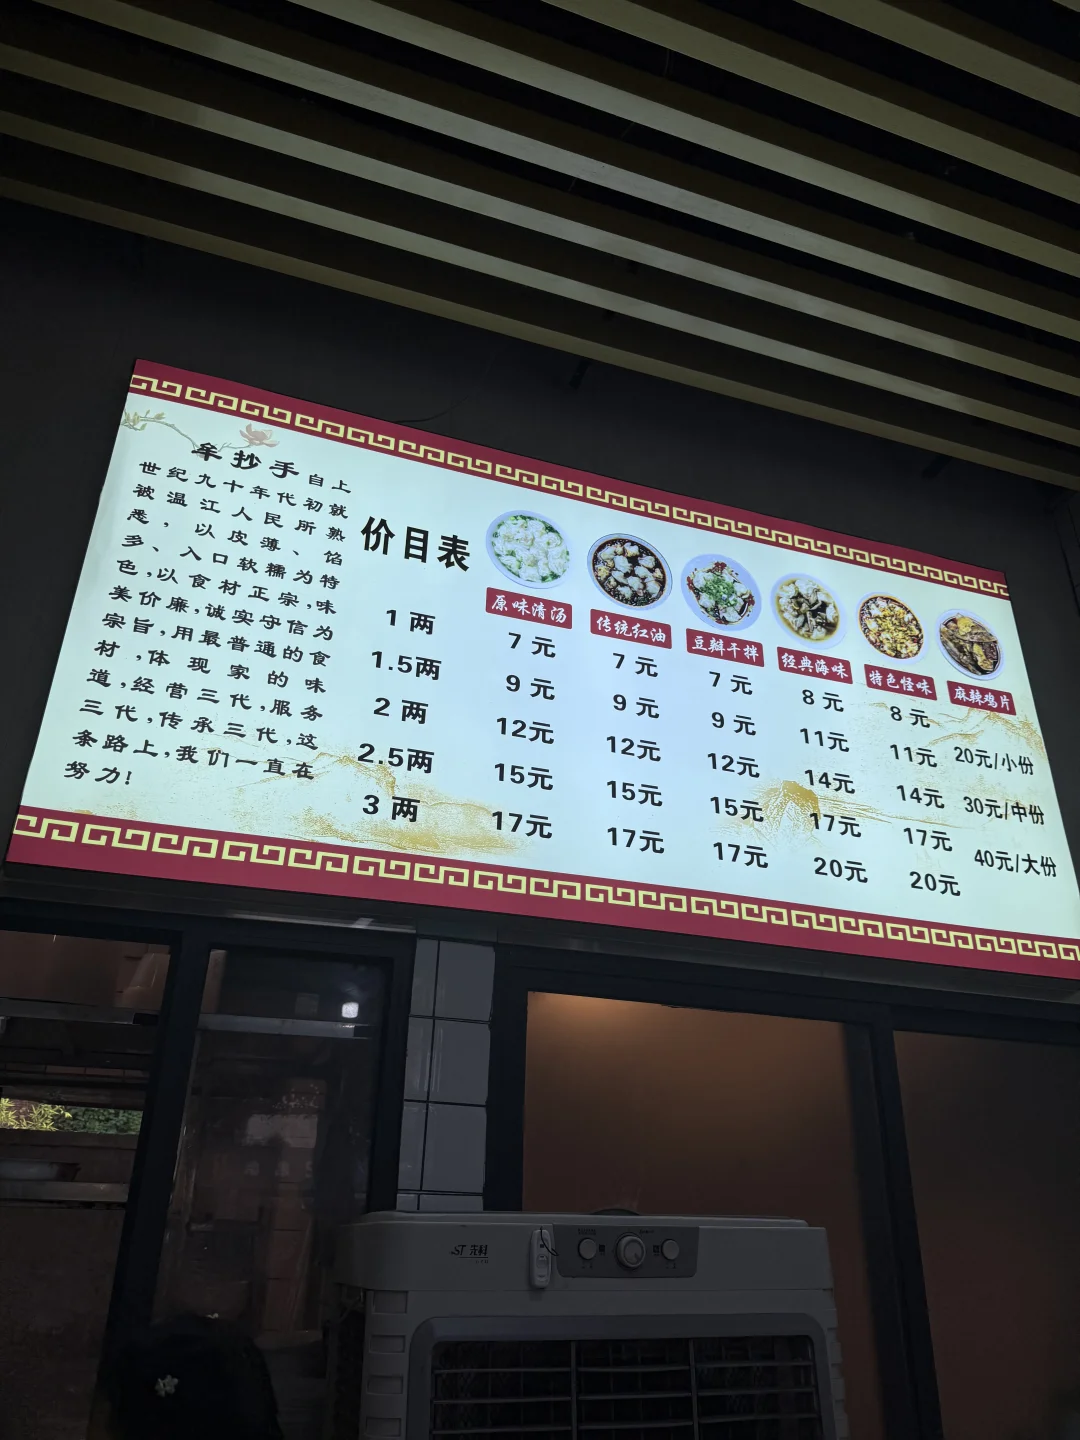 牟抄手自上
世纪九十年代初就
被温江人民所熟
悉，以皮薄、馅
多、入口软糯为特
色,以食材正宗,味
美价廉,诚实守信为
宗旨,用最普通的食
材,体现家的味
道,经营三代,服务
三代,传承三代,这
条路上,我们一直在
努力!
价目表
原味清汤 传统红油 豆瓣干拌 经典海味 特色怪味 麻辣鸡片
1两 7元 7元 7元 8元 8元 20元/小份
1.5两 9元 9元 9元 11元 11元 30元/中份
2两 12元 12元 12元 14元 14元 40元/大份
2.5两 15元 15元 15元 17元 17元
3两 17元 17元 17元 20元 20元
ST 先科